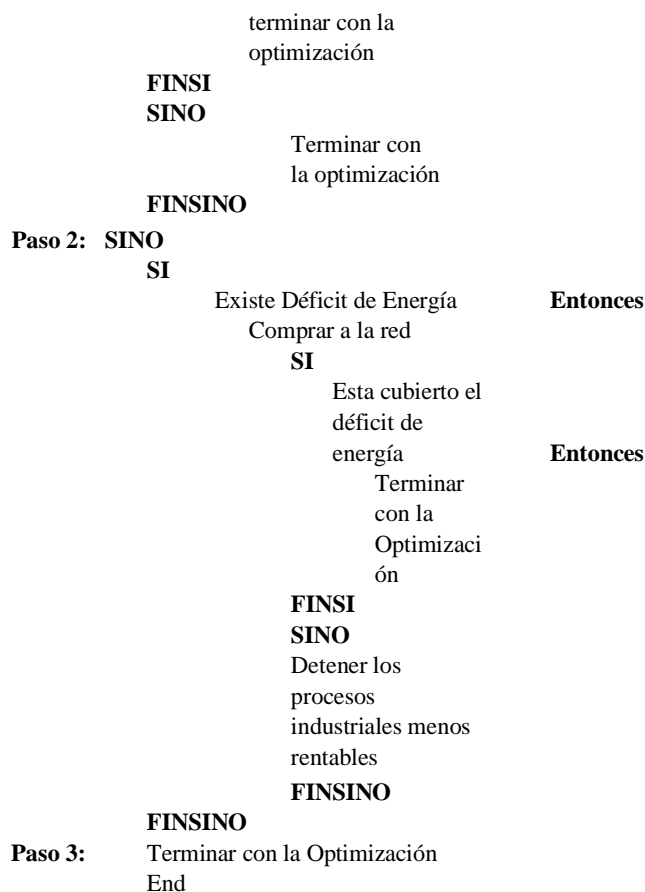 terminar con la
optimización
FINSI
SINO
Terminar con
la optimización
FINSINO
Paso 2: SINO
SI
Existe Déficit de Energía Entonces
Comprar a la red
SI
Esta cubierto el
déficit de
energía Entonces
Terminar
con la
Optimizaci
ón
FINSI
SINO
Detener los
procesos
industriales menos
rentables
FINSINO
FINSINO
Paso 3: Terminar con la Optimización
End